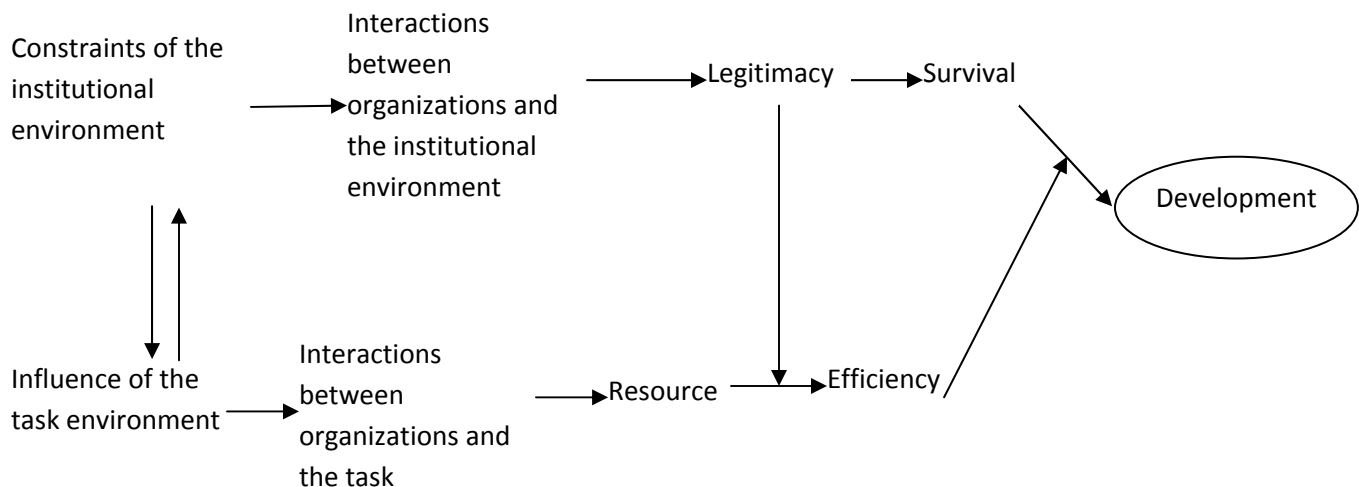 Constraints of the
institutional
environment
Interactions
between
organizations and
the institutional
environment
Legitimacy
Survival
Development
Influence of the
task environment
Interactions
between
organizations and
the task
Resource
Efficiency